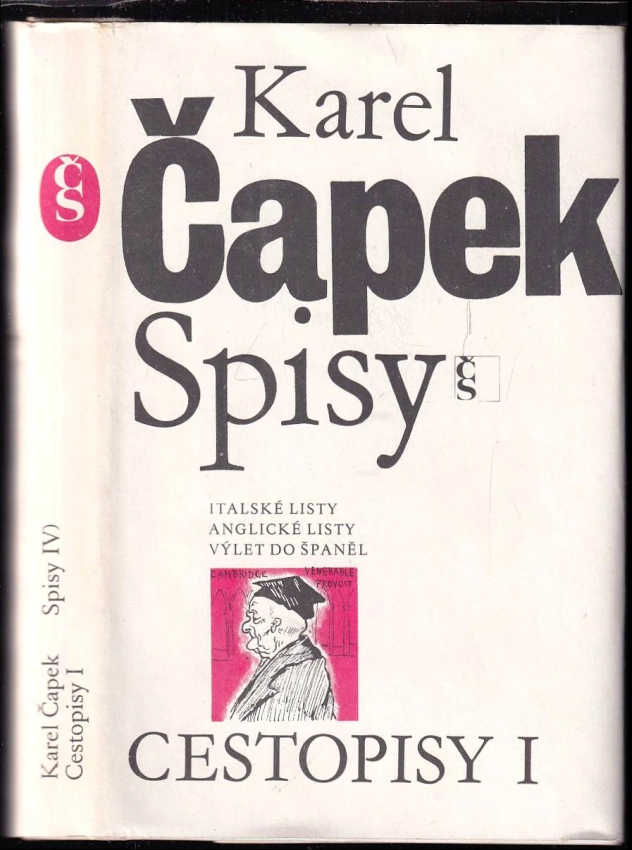 Karel
Čapek
Spisy
ČS
ITALSKÉ LISTY
ANGLICKÉ LISTY
VÝLET DO ŠPANĚL
CAMBRIDGE VENERABLE
PROVOST
CESTOPISY I
ČS
Karel Čapek Spisy IV)
Cestopisy I